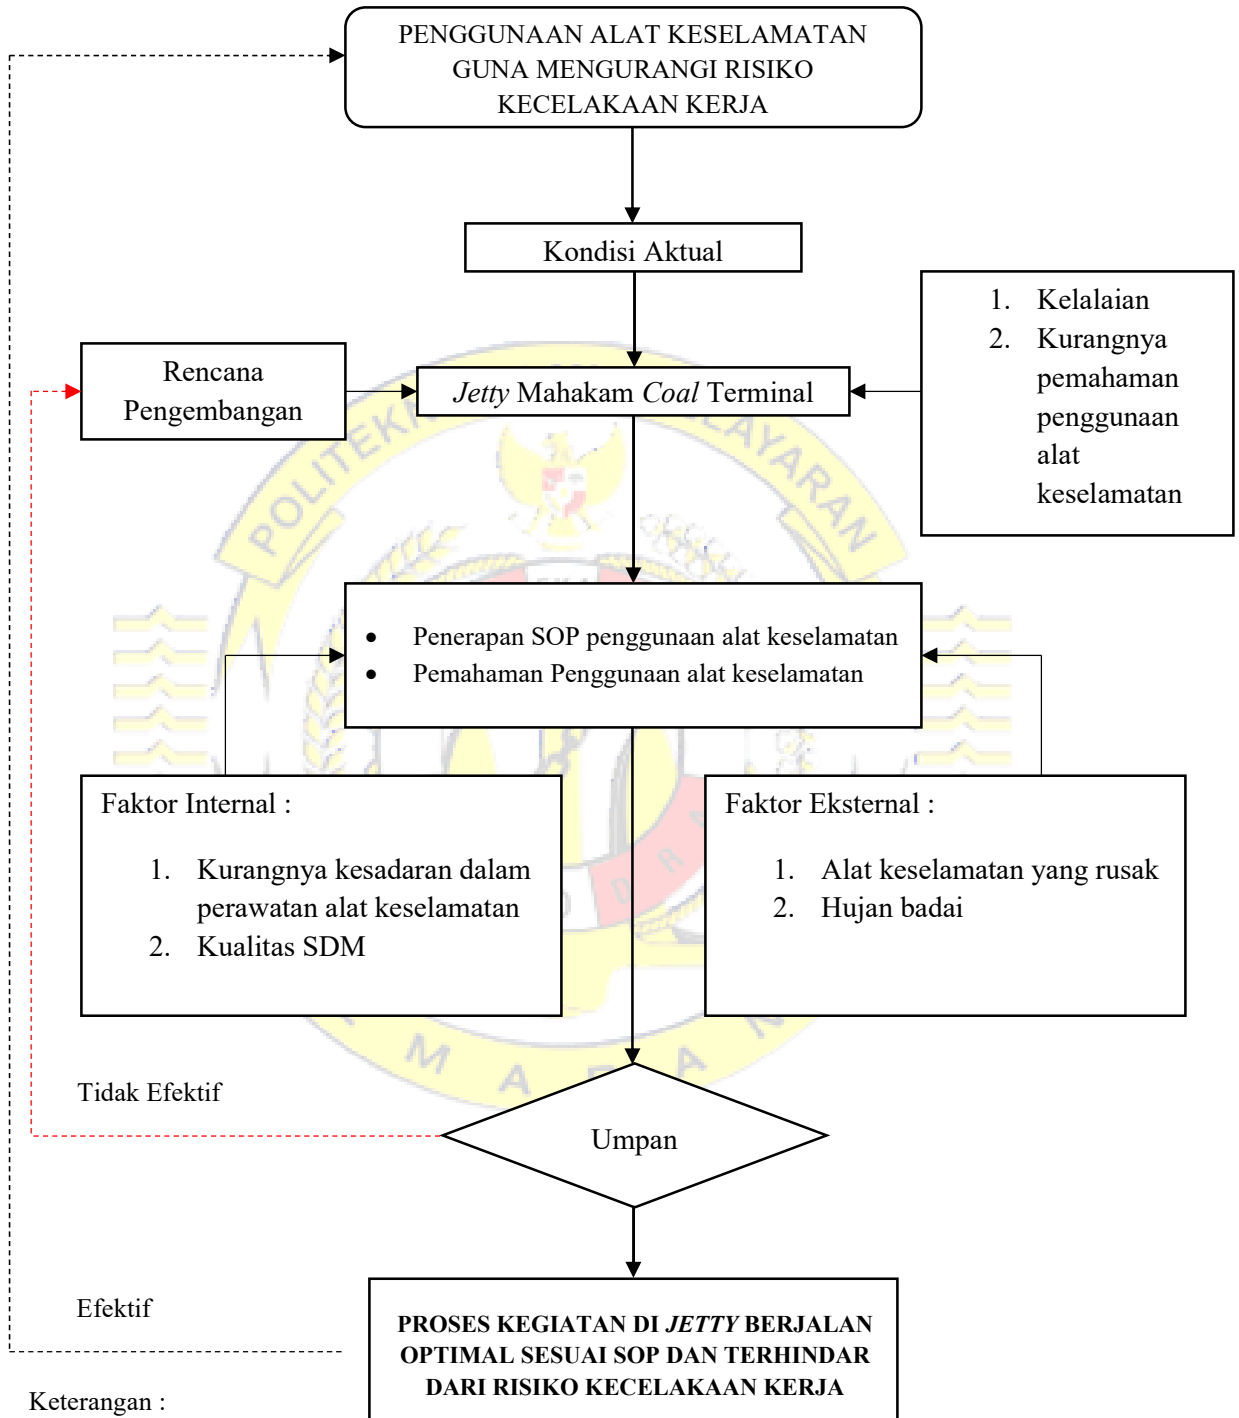 PENGGUNAAN ALAT KESELAMATAN
GUNA MENGURANGI RISIKO
KECELAKAAN KERJA
Kondisi Aktual
1. Kelalaian
2. Kurangnya
pemahaman
penggunaan
alat
keselamatan
Rencana
Pengembangan
Jetty Mahakam Coal Terminal
POLITEKN
LAYARAN
• Penerapan SOP penggunaan alat keselamatan
• Pemahaman Penggunaan alat keselamatan
Faktor Internal :
1. Kurangnya kesadaran dalam
perawatan alat keselamatan
2. Kualitas SDM
Faktor Eksternal :
1. Alat keselamatan yang rusak
2. Hujan badai
M A R A N
Tidak Efektif
Umpan
Efektif
PROSES KEGIATAN DI JETTY BERJALAN
OPTIMAL SESUAI SOP DAN TERHINDAR
DARI RISIKO KECELAKAAN KERJA
Keterangan :